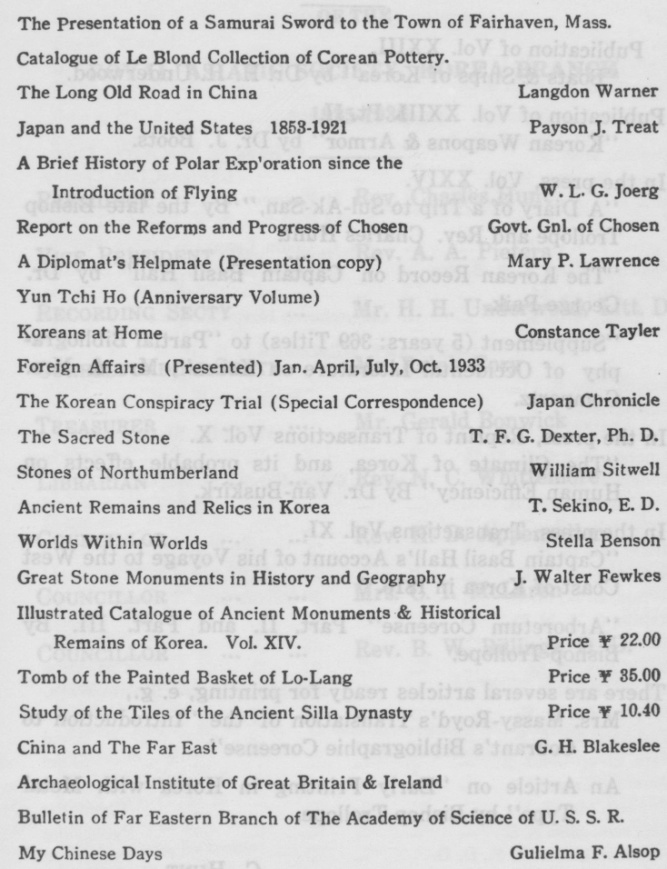 The Presentation of a Samurai Sword to the Town of Fairhaven, Mass.
Catalogue of Le Blond Collection of Corean Pottery.
The Long Old Road in China Langdon Warner
Japan and the United States 1853-1921 Payson J. Treat
A Brief History of Polar Exp'oration since the
Introduction of Flying W. L. G. Joerg
Report on the Reforms and Progress of Chosen Govt. Gnl. of Chosen
A Diplomat's Helpmate (Presentation copy) Mary P. Lawrence
Yun Tchi Ho (Anniversary Volume)
Koreans at Home Constance Tayler
Foreign Affairs (Presented) Jan. April, July, Oct. 1933
The Korean Conspiracy Trial (Special Correspondence) Japan Chronicle
The Sacred Stone T. F. G. Dexter, Ph, D.
Stones of Northumberland William Sitwell
Ancient Remains and Relics in Korea T. Sekino, E. D.
Worlds Within Worlds Stella Benson
Great Stone Monuments in History and Geography J. Walter Fewkes
Illustrated Catalogue of Ancient Monuments & Historical
Remains of Korea. Vol. XIV. Price ¥ 22.00
Tomb of the Painted Basket of Lo-Lang Price ¥ 35.00
Study of the Tiles of the Ancient Silla Dynasty Price ¥ 10.40
China and The Far East G. H. Blakeslee
Archaeological Institute of Great Britain & Ireland
Bulletin of Far Eastern Branch of The Academy of Science of U. S. S. R.
My Chinese Days Gulielma F. Alsop